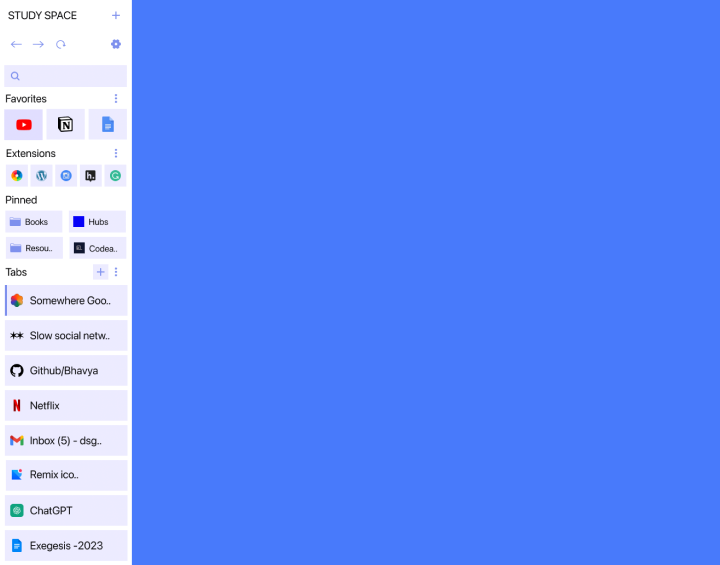 STUDY SPACE
Favorites
Extensions
Pinned
Books
Hubs
Resou..
Codea..
Tabs
Somewhere Goo..
Slow social netw..
Github/Bhavya
Netflix
Inbox (5) - dsg..
Remix ico..
ChatGPT
Exegesis -2023